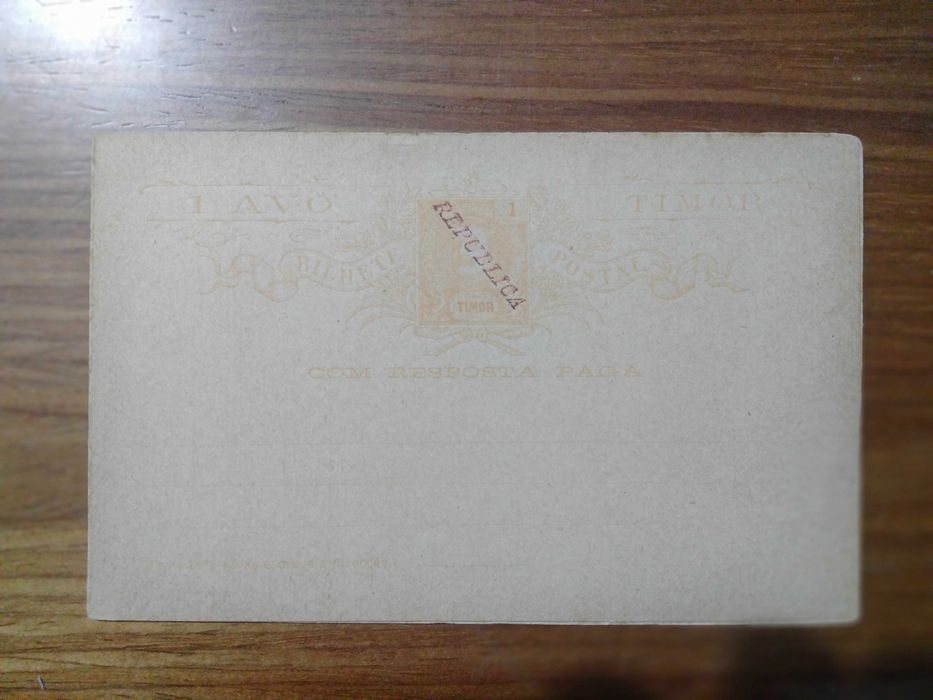 1 AVO TIMOR
1
REPUBLICA
BILHETE POSTAL
TIMOR
COM RESPOSTA PAGA